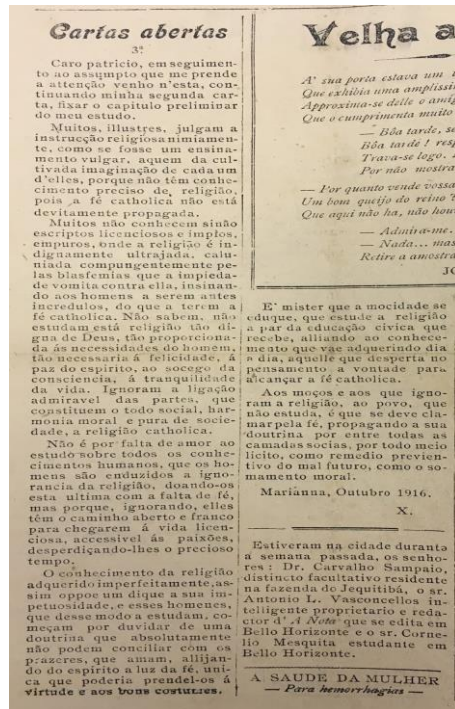 Cartas abertas
3ª
Caro patricio, em seguimen-
to ao assumpto que me prende
a attenção venho n'esta, con-
tinuando minha segunda car-
ta, fixar o capitulo preliminar
do meu estudo.
Muitos, illustres, julgam a
instrucção religiosa nimiamen-
te, como se fosse um ensina-
mento vulgar, aquem da cul-
tivada imaginação de cada um
d'elles, porque não têm conhe-
cimento preciso de religião,
pois a fé catholica não está
devitamente propagada.
Muitos não conhecem sinão
escriptos licenciosos e impios,
empuros, onde a religião é in-
dignamente ultrajada, calu-
niada compungentemente pe-
las blasfemias que a impieda-
de vomita contra ella, insinan-
do aos homens a serem antes
incredulos, do que a terem a
fé catholica. Não sabem, não
estudam está religião tão di-
gna de Deus, tão proporciona-
da ás necessidades do homem,
tão necessaria á felicidade, á
paz do espirito, ao socego da
consciencia, á tranquilidade
da vida. Ignoram a ligação
admiravel das partes, que
constituem o todo social, har-
monia moral e pura de socie-
dade, a religião catholica.
Não é por falta de amor ao
estudo sobre todos os conhe-
cimentos humanos, que os ho-
mens são enduzidos a igno-
rancia da religião, doando-os
esta ultima com a falta de fé,
mas porque, ignorando, elles
têm o caminho aberto e franco
para chegarem á vida licen-
ciosa, accessivel ás paixões,
desperdiçando-lhes o precioso
tempo.
O conhecimento da religião
adquerido imperfeitamente, as-
sim oppoe um dique a sua im-
petuosidade, e esses homenes,
que desse modo a estudam, co-
meçam por duvidar de uma
doutrina que absolutamente
não podem conciliar com os
prazeres, que amam, allijan-
do do espirito a luz da fé, uni-
ca que poderia prendel-os á
virtude e aos bons costumes.
Velha a
A' sua porta estava um
Que exhibia uma amplissi
Approxima-se delle o amig
Que o cumprimenta muito
— Bôa tarde, se
Bôa tarde! resp
Trava-se logo.
Por não mostra
— Por quanto vende vossa
Um bom queijo do reino
Que aqui não ha, não hou
— Admira-me.
— Nada... mas
Retire a amostra
JO
E' mister que a mocidade se
eduque, que estude a religião
a par da educação civica que
recebe, alliando ao conhece-
mento que vae adquerindo dia
a dia, aquelle que desperta no
pensamento a vontade para
alcançar a fé catholica.
Aos moços e aos que igno-
ram a religião, ao povo, que
não estuda, é que se deve cla-
mar pela fé, propagando a sua
doutrina por entre todas as
camadas socias, por todo meio
licito, como remedio previen-
tivo do mal futuro, como o so-
mamento moral.
Marianna, Outubro 1916.
X.
Estiveram na cidade durante
a semana passada, os senho-
res: Dr. Carvalho Sampaio,
distincto facultativo residente
na fazenda do Jequitibá, o sr.
Antonio L. Vasconcellos in-
telligente proprietario e reda-
ctor d' A Nota que se edita em
Bello Horizonte e o sr. Corne-
lio Mesquita estudante em
Bello Horizonte.
A SAUDE DA MULHER
— Para hemorrhagias —